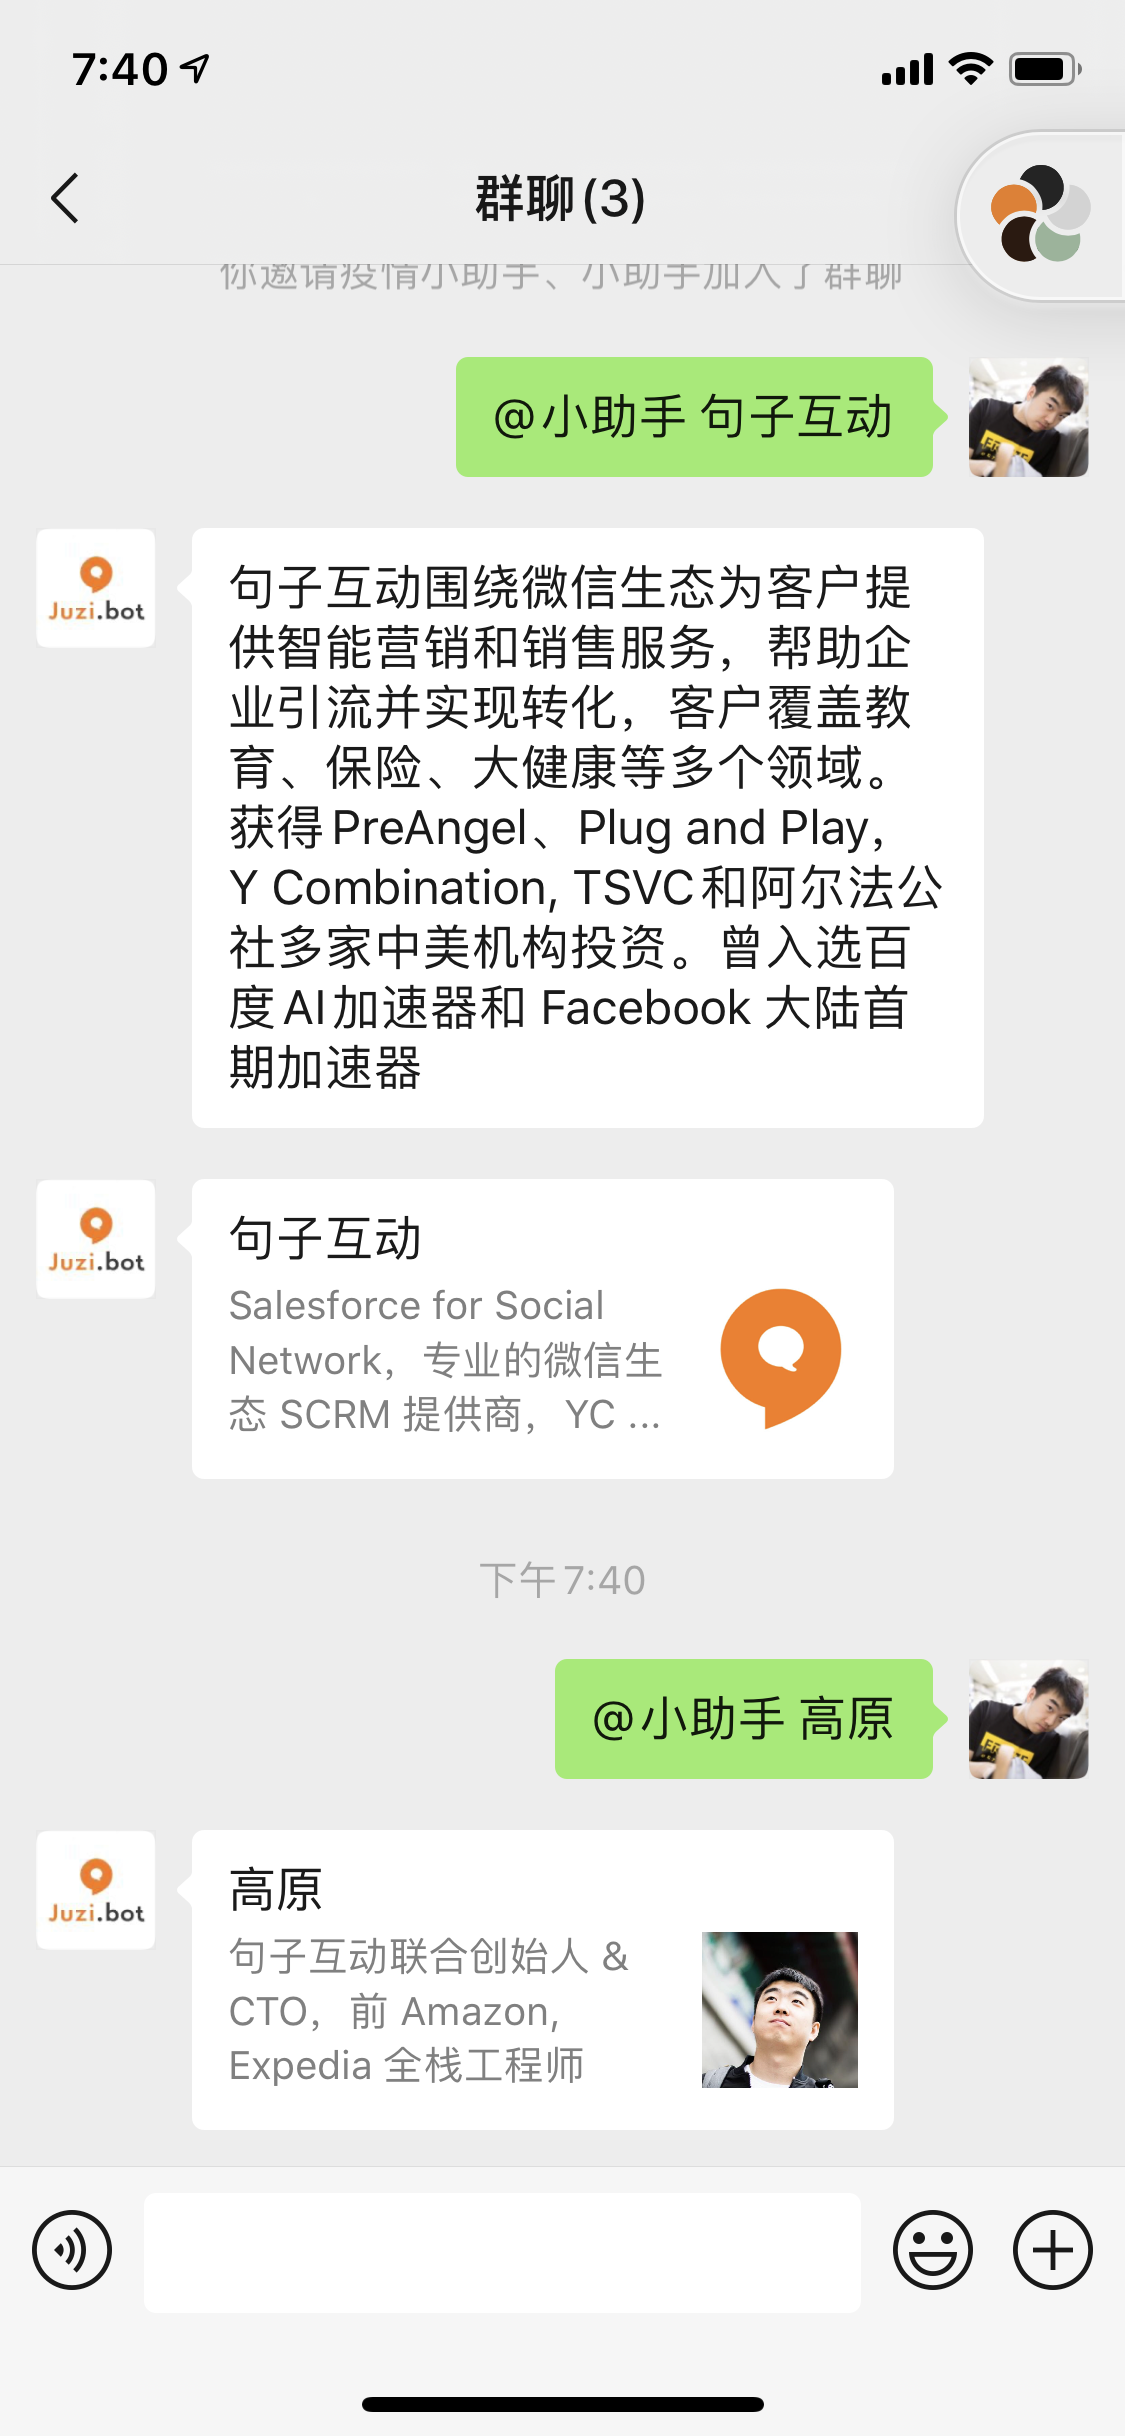 7:40
群聊(3)
你邀请疫情小助手、小助手加入了群聊
@小助手 句子互动
Juzi.bot
句子互动围绕微信生态为客户提
供智能营销和销售服务，帮助企
业引流并实现转化，客户覆盖教
育、保险、大健康等多个领域。
获得PreAngel、Plug and Play，
Y Combination, TSVC和阿尔法公
社多家中美机构投资。曾入选百
度AI加速器和 Facebook 大陆首
期加速器
Juzi.bot
句子互动
Salesforce for Social
Network，专业的微信生
态 SCRM 提供商，YC ...
下午7:40
@小助手 高原
Juzi.bot
高原
句子互动联合创始人 &
CTO，前 Amazon,
Expedia 全栈工程师